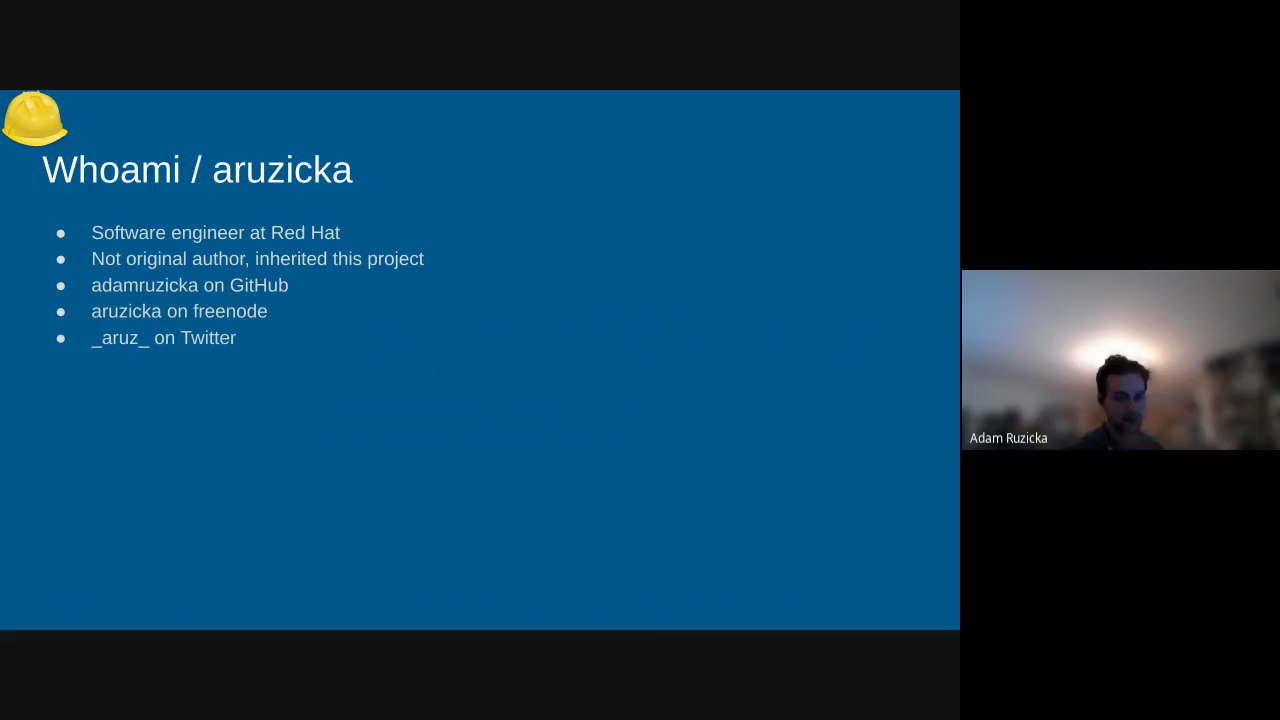 Whoami / aruzicka
● Software engineer at Red Hat
● Not original author, inherited this project
● adamruzicka on GitHub
● aruzicka on freenode
● _aruz_ on Twitter
Adam Ruzicka